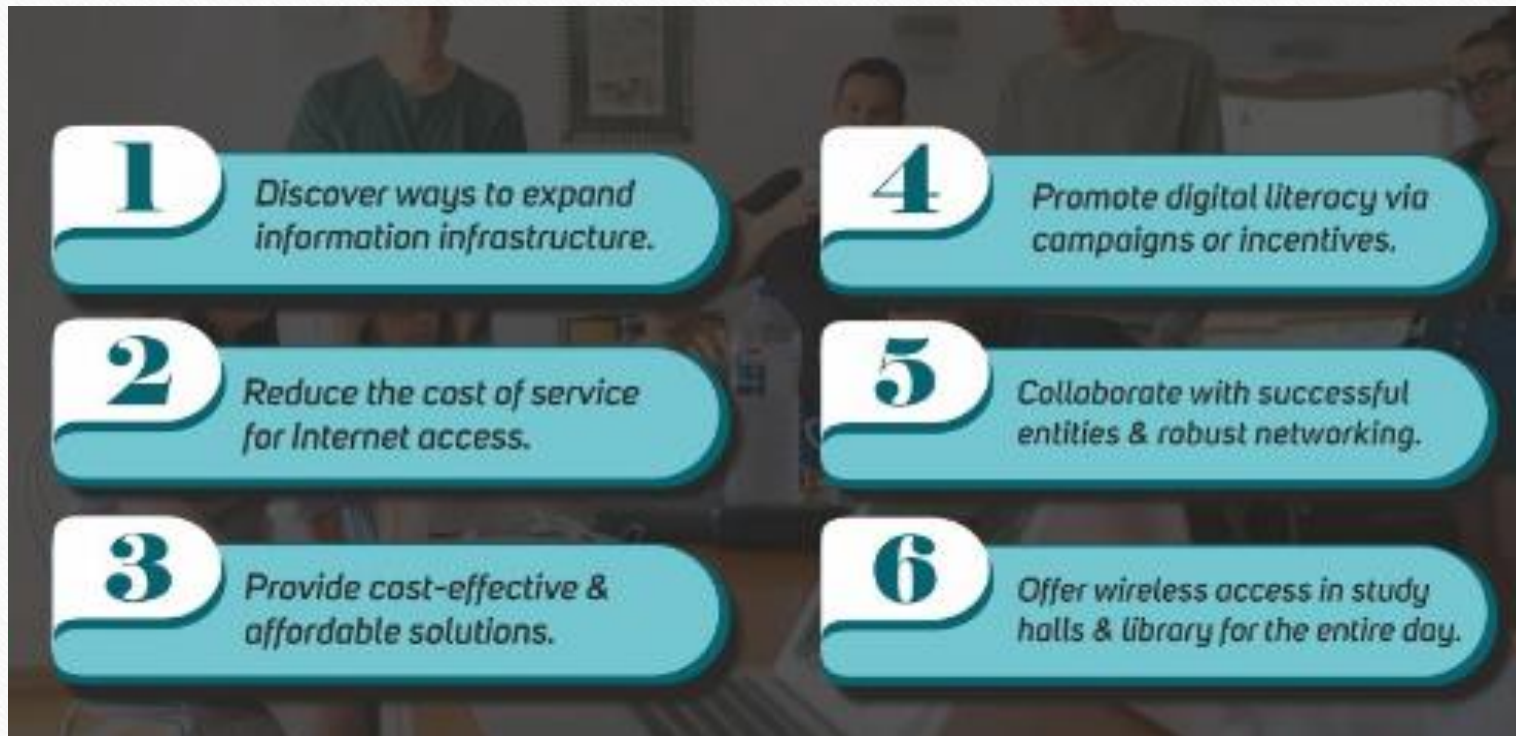 1
Discover ways to expand
information infrastructure.
2
Reduce the cost of service
for Internet access.
3
Provide cost-effective &
affordable solutions.
4
Promote digital literacy via
campaigns or incentives.
5
Collaborate with successful
entities & robust networking.
6
Offer wireless access in study
halls & library for the entire day.